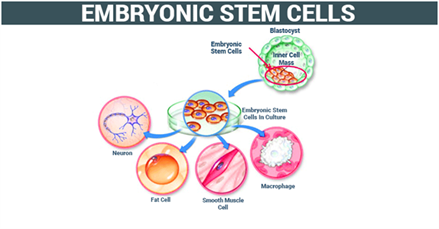 EMBRYONIC STEM CELLS
Blastocyst
Embryonic
Stem Cells
Inner Cell
Mass
Embryonic Stem
Cells In Culture
Neuron
Fat Cell
Smooth Muscle
Cell
Macrophage